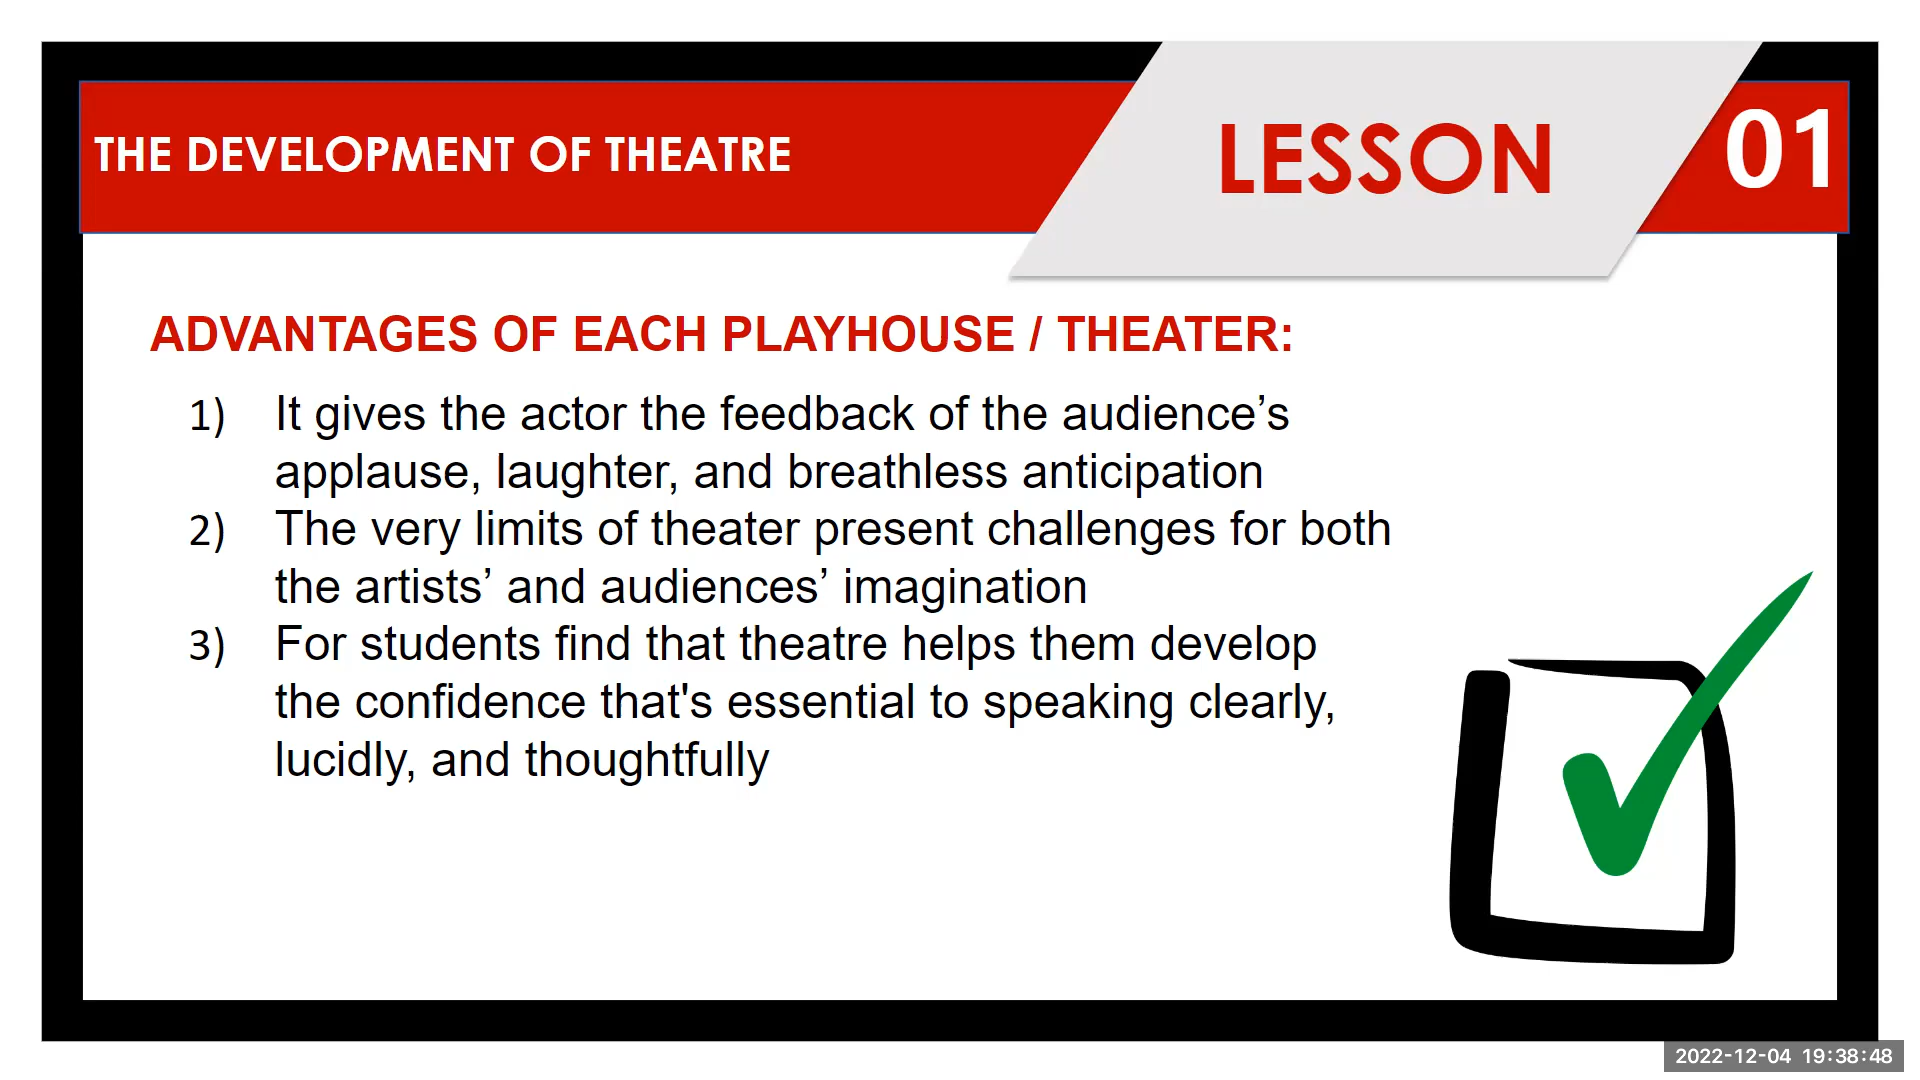 THE DEVELOPMENT OF THEATRE
LESSON
01
ADVANTAGES OF EACH PLAYHOUSE / THEATER:
1) It gives the actor the feedback of the audience’s
applause, laughter, and breathless anticipation
2) The very limits of theater present challenges for both
the artists’ and audiences’ imagination
3) For students find that theatre helps them develop
the confidence that's essential to speaking clearly,
lucidly, and thoughtfully
2022-12-04 19:38:48